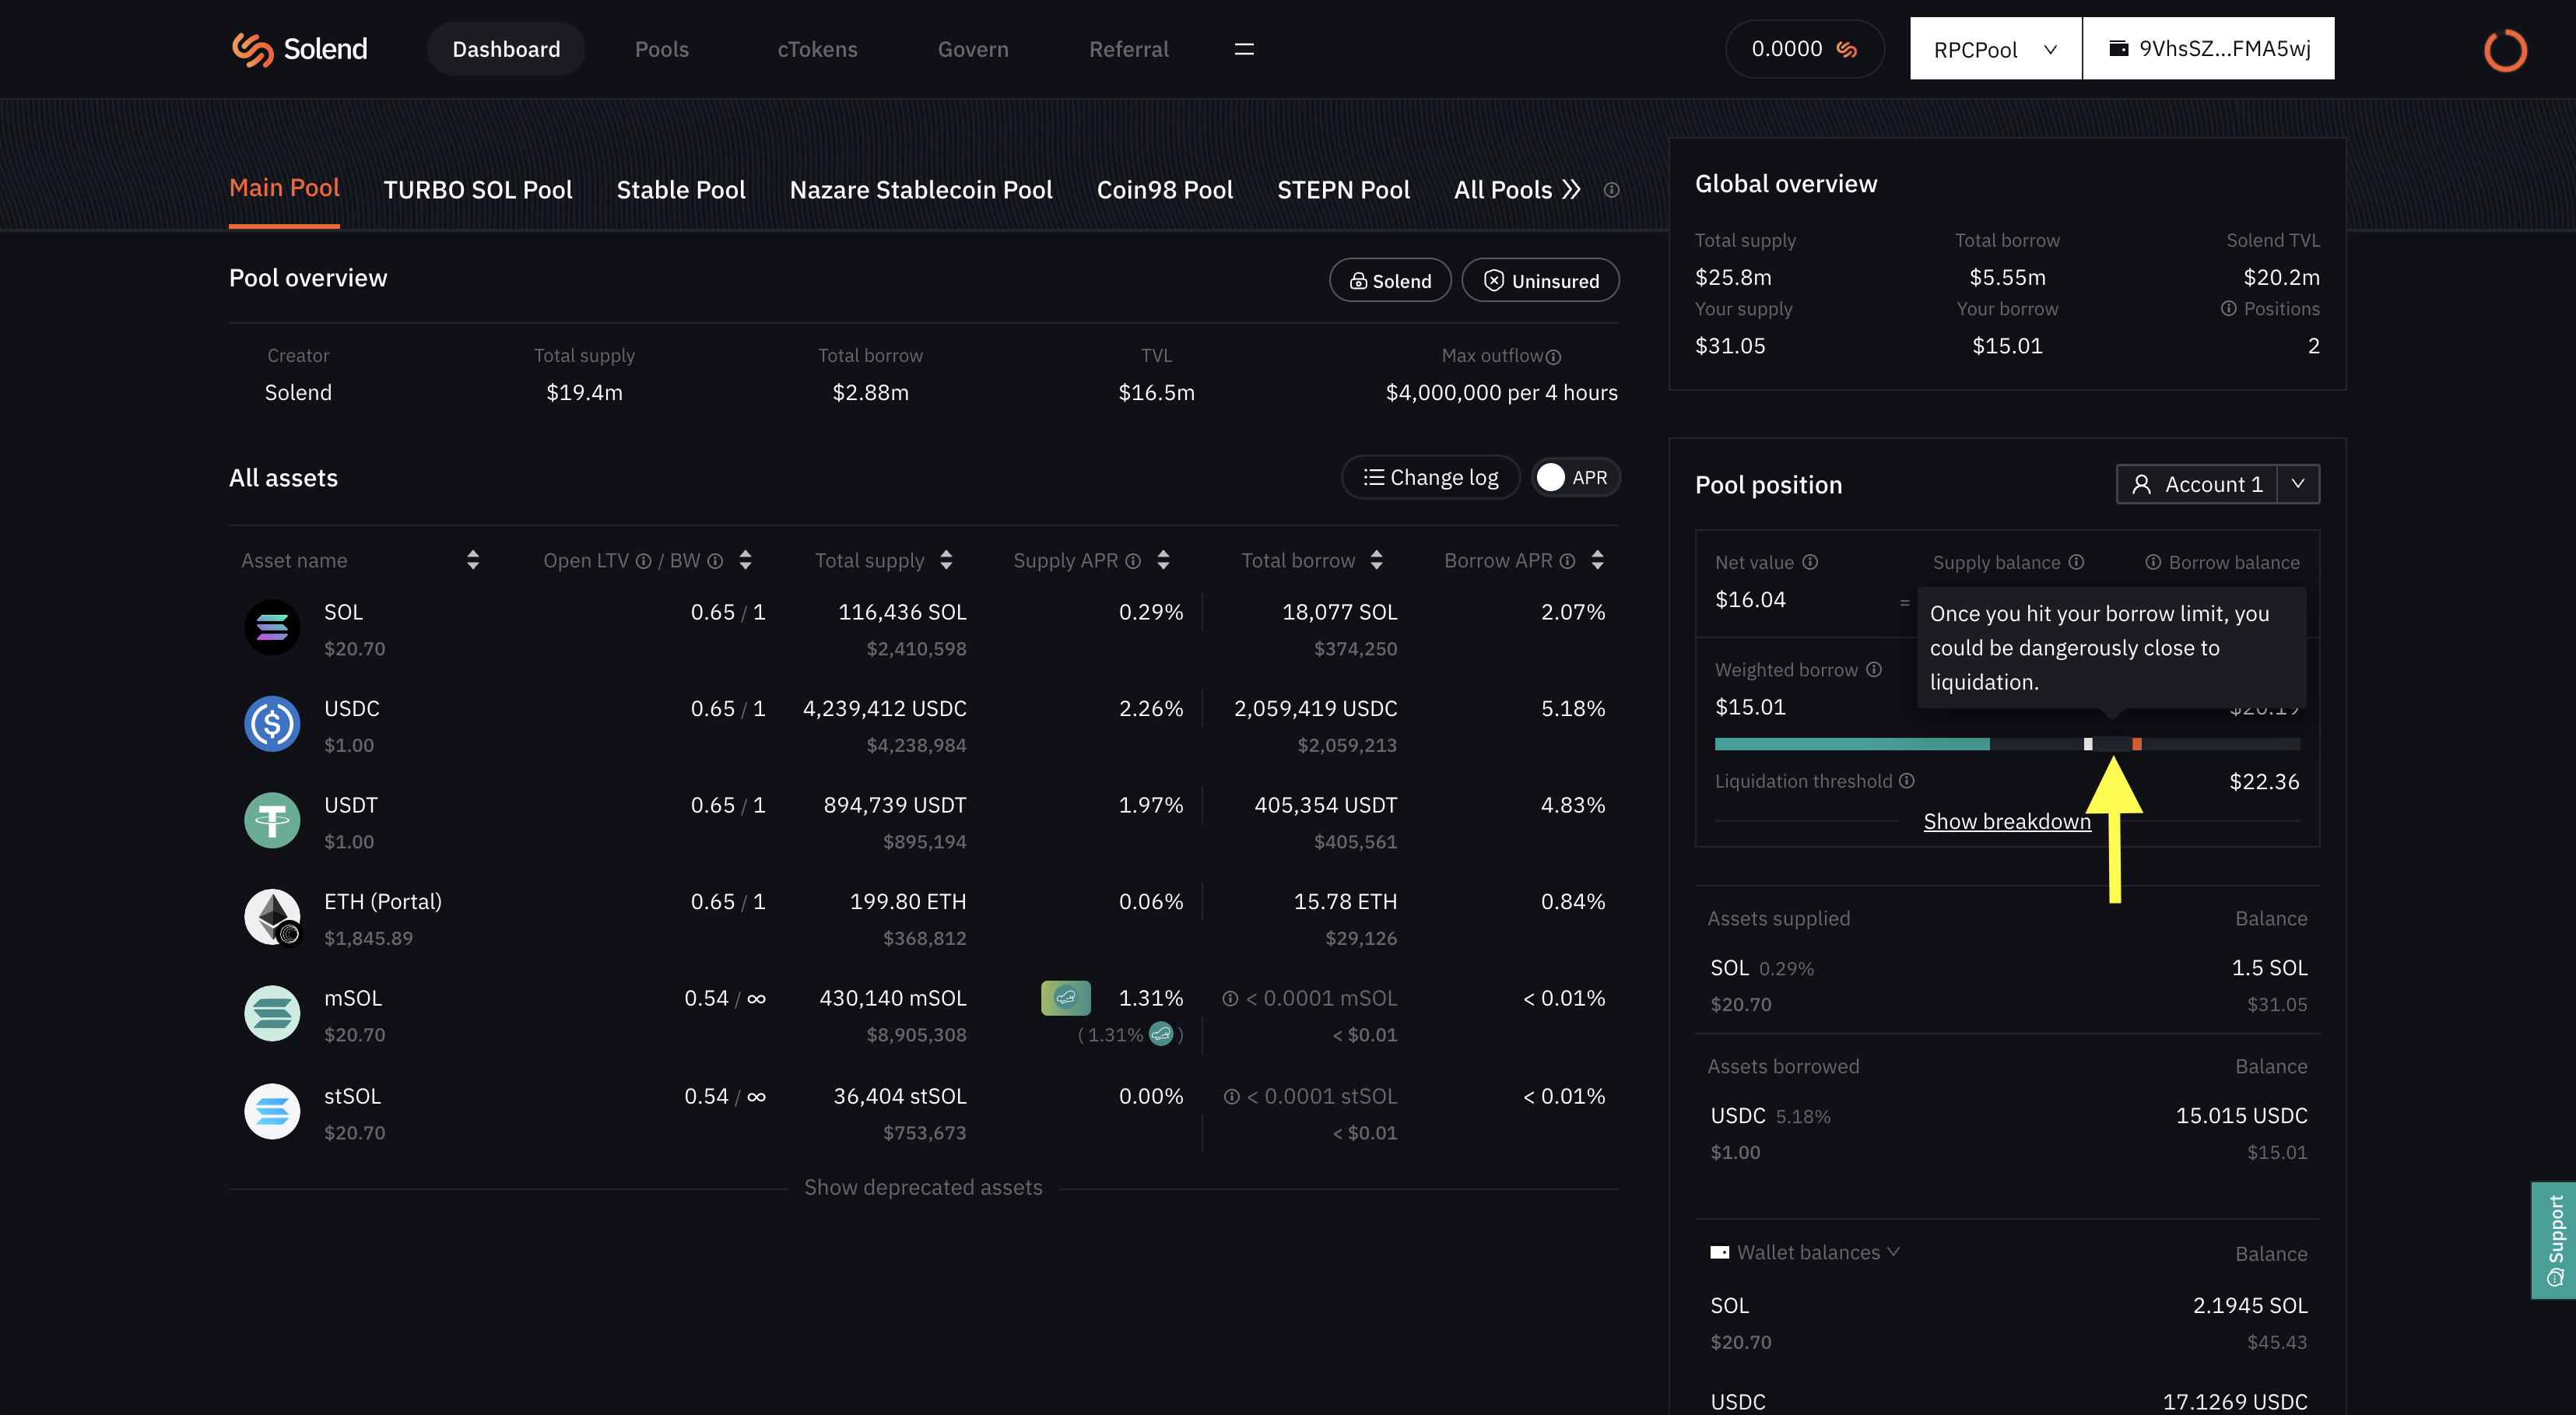 Solend
Dashboard
Pools
cTokens
Govern
Referral
0.0000
RPCPool
9VhsSZ...FMA5wj
Main Pool
TURBO SOL Pool
Stable Pool
Nazare Stablecoin Pool
Coin98 Pool
STEPN Pool
All Pools
Pool overview
Solend
Uninsured
Creator Total supply Total borrow TVL Max outflow
Solend $19.4m $2.88m $16.5m $4,000,000 per 4 hours
All assets
Change log
APR
Asset name Open LTV / BW Total supply Supply APR Total borrow Borrow APR
SOL 0.65 / 1 116,436 SOL 0.29% 18,077 SOL 2.07%
$20.70 $2,410,598 $374,250
USDC 0.65 / 1 4,239,412 USDC 2.26% 2,059,419 USDC 5.18%
$1.00 $4,238,984 $2,059,213
USDT 0.65 / 1 894,739 USDT 1.97% 405,354 USDT 4.83%
$1.00 $895,194 $405,561
ETH (Portal) 0.65 / 1 199.80 ETH 0.06% 15.78 ETH 0.84%
$1,845.89 $368,812 $29,126
mSOL 0.54 / ∞ 430,140 mSOL 1.31% < 0.0001 mSOL < 0.01%
$20.70 $8,905,308 ( 1.31% ) < $0.01
stSOL 0.54 / ∞ 36,404 stSOL 0.00% < 0.0001 stSOL < 0.01%
$20.70 $753,673 < $0.01
Show deprecated assets
Global overview
Total supply Total borrow Solend TVL
$25.8m $5.55m $20.2m
Your supply Your borrow Positions
$31.05 $15.01 2
Pool position
Account 1
Net value Supply balance Borrow balance
$16.04 =
Once you hit your borrow limit, you
could be dangerously close to
liquidation.
Weighted borrow
$15.01 $20.19
Liquidation threshold $22.36
Show breakdown
Assets supplied Balance
SOL 0.29% 1.5 SOL
$20.70 $31.05
Assets borrowed Balance
USDC 5.18% 15.015 USDC
$1.00 $15.01
Wallet balances Balance
SOL 2.1945 SOL
$20.70 $45.43
USDC 17.1269 USDC
Support